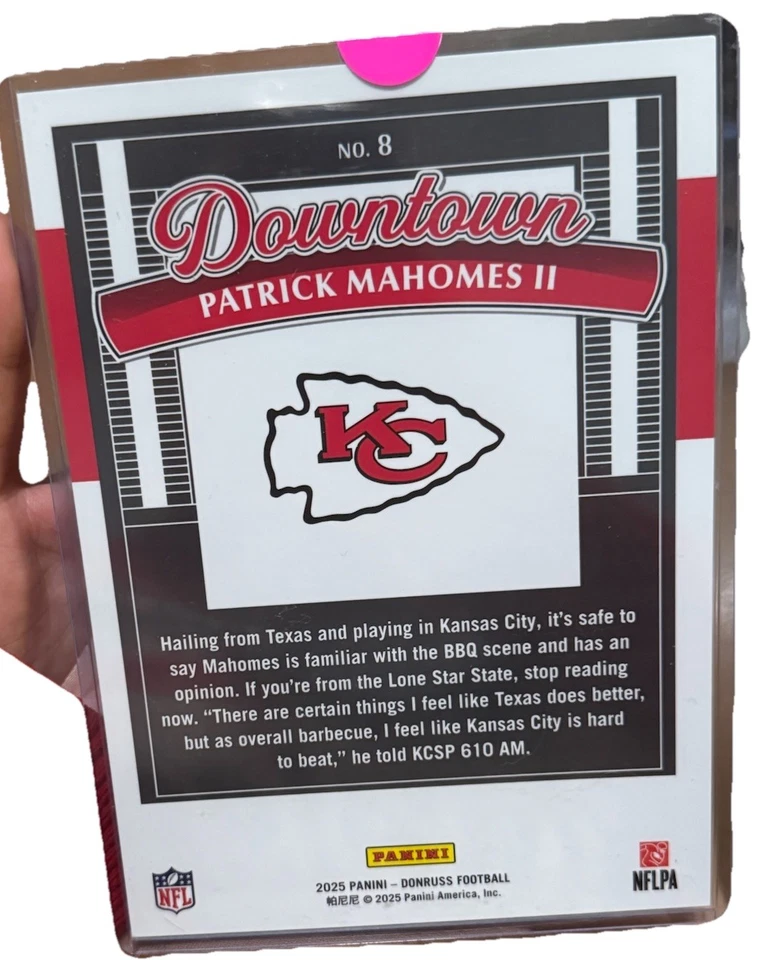 NO. 8
Downtown
PATRICK MAHOMES II
KC
Hailing from Texas and playing in Kansas City, it's safe to
say Mahomes is familiar with the BBQ scene and has an
opinion. If you're from the Lone Star State, stop reading
now. “There are certain things I feel like Texas does better,
but as overall barbecue, I feel like Kansas City is hard
to beat,” he told KCSP 610 AM.
PANINI
2025 PANINI – DONRUSS FOOTBALL
帕尼尼 © 2025 Panini America, Inc.
NFL
NFLPA